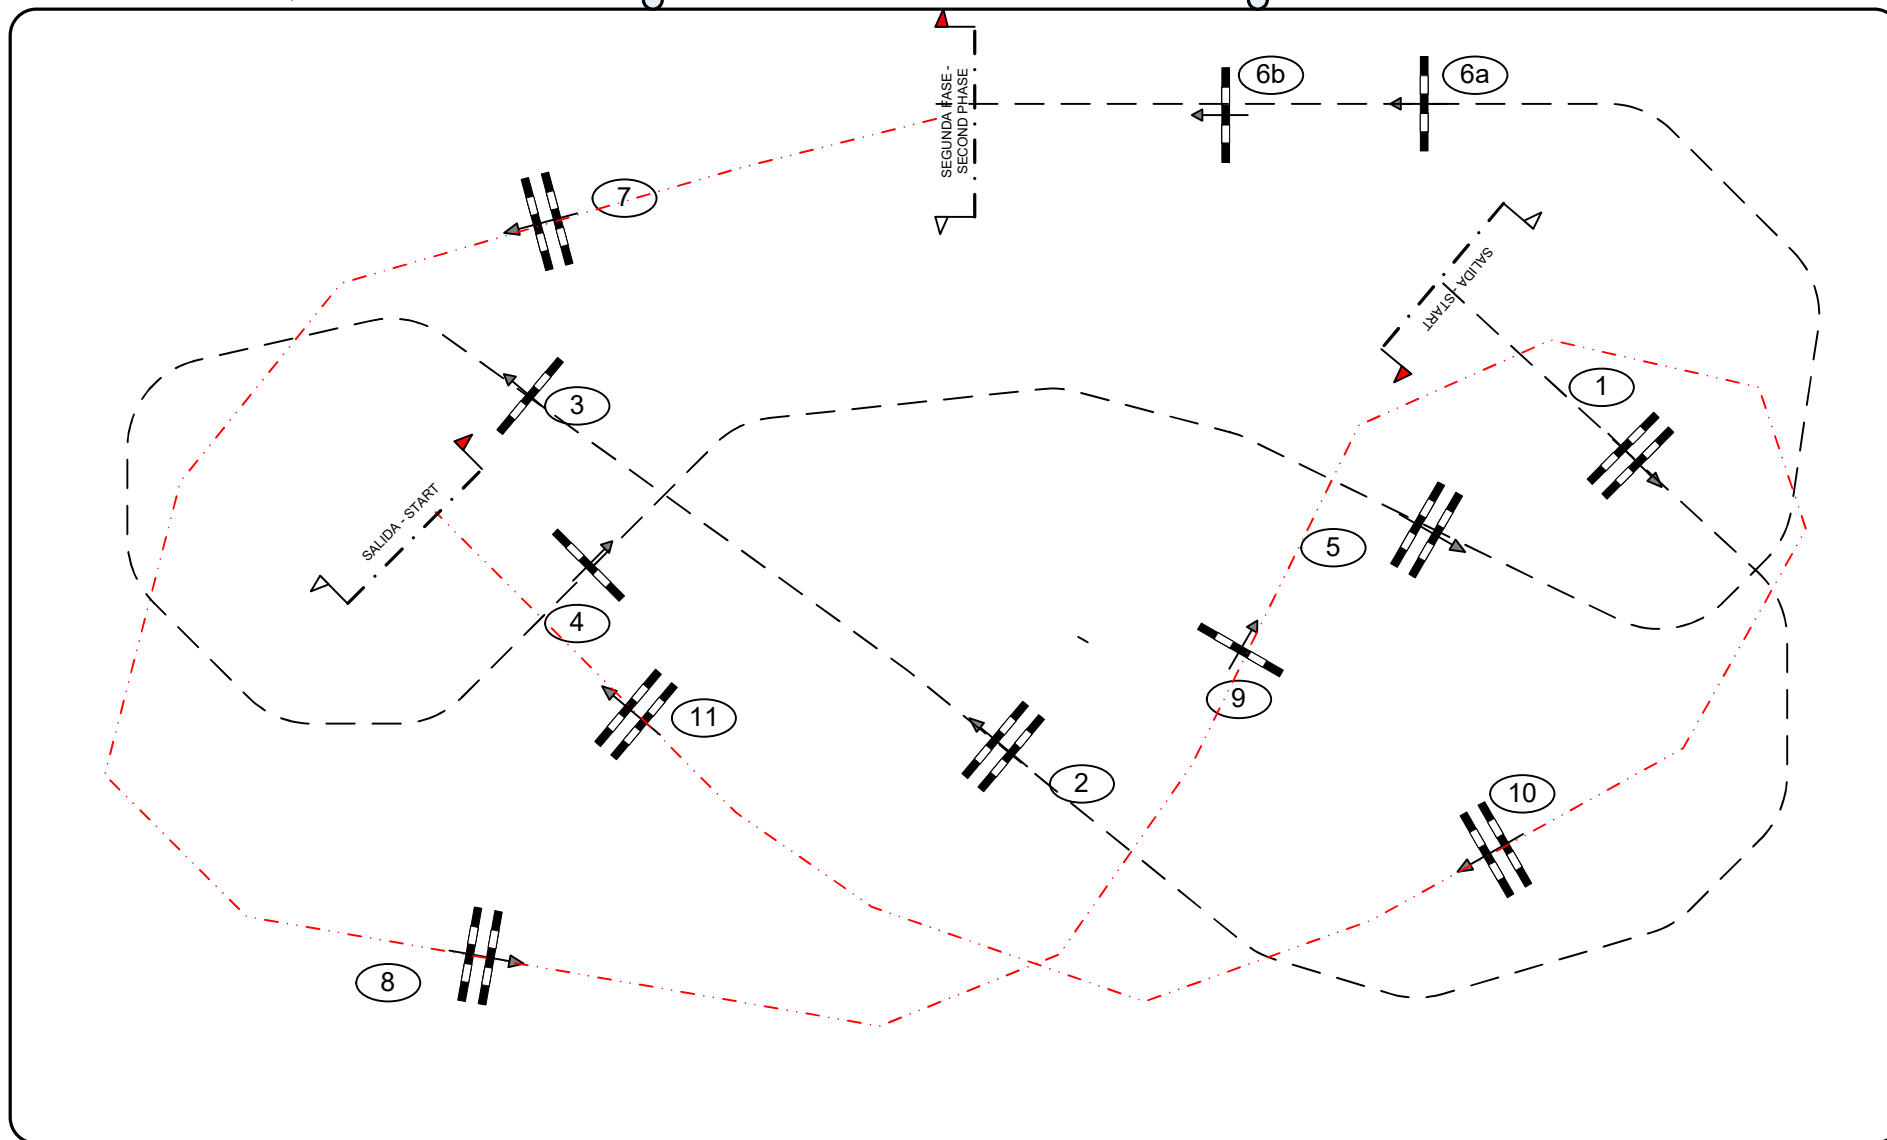 6b
6a
SEGUNDA FASE -
SECOND PHASE
7
SALIDA - START
1
3
SALIDA - START
5
4
9
11
2
10
8